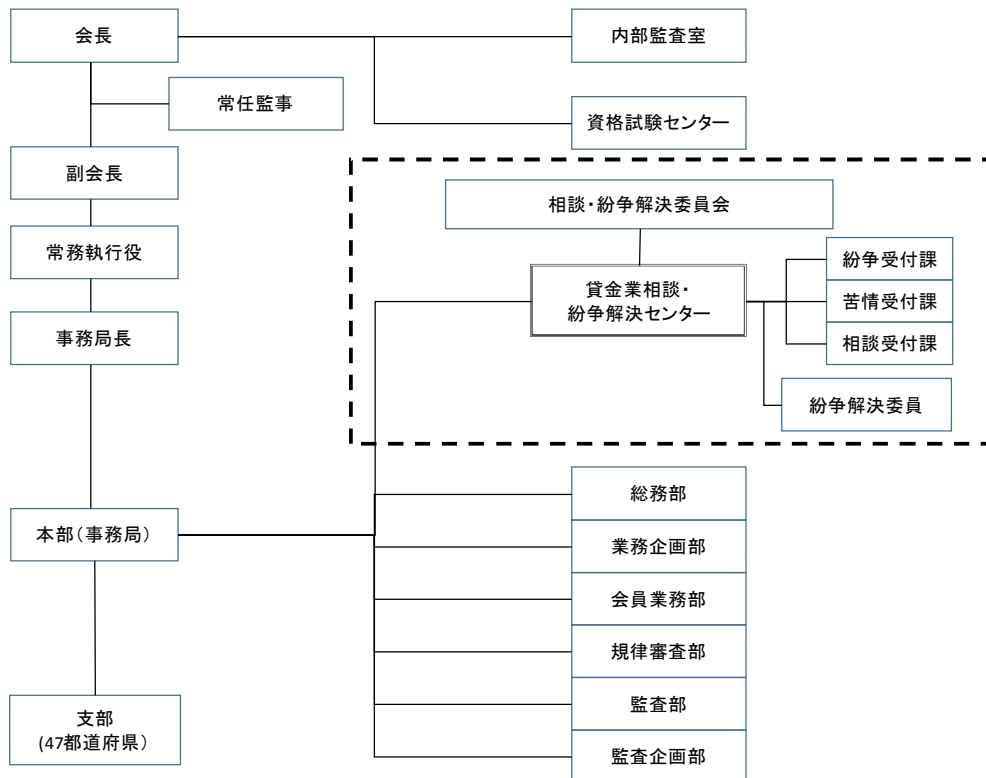 会長
内部監査室
常任監事
資格試験センター
副会長
相談・紛争解決委員会
常務執行役
紛争受付課
貸金業相談・
紛争解決センター
苦情受付課
事務局長
相談受付課
紛争解決委員
総務部
本部(事務局)
業務企画部
会員業務部
規律審査部
監査部
支部
(47都道府県)
監査企画部